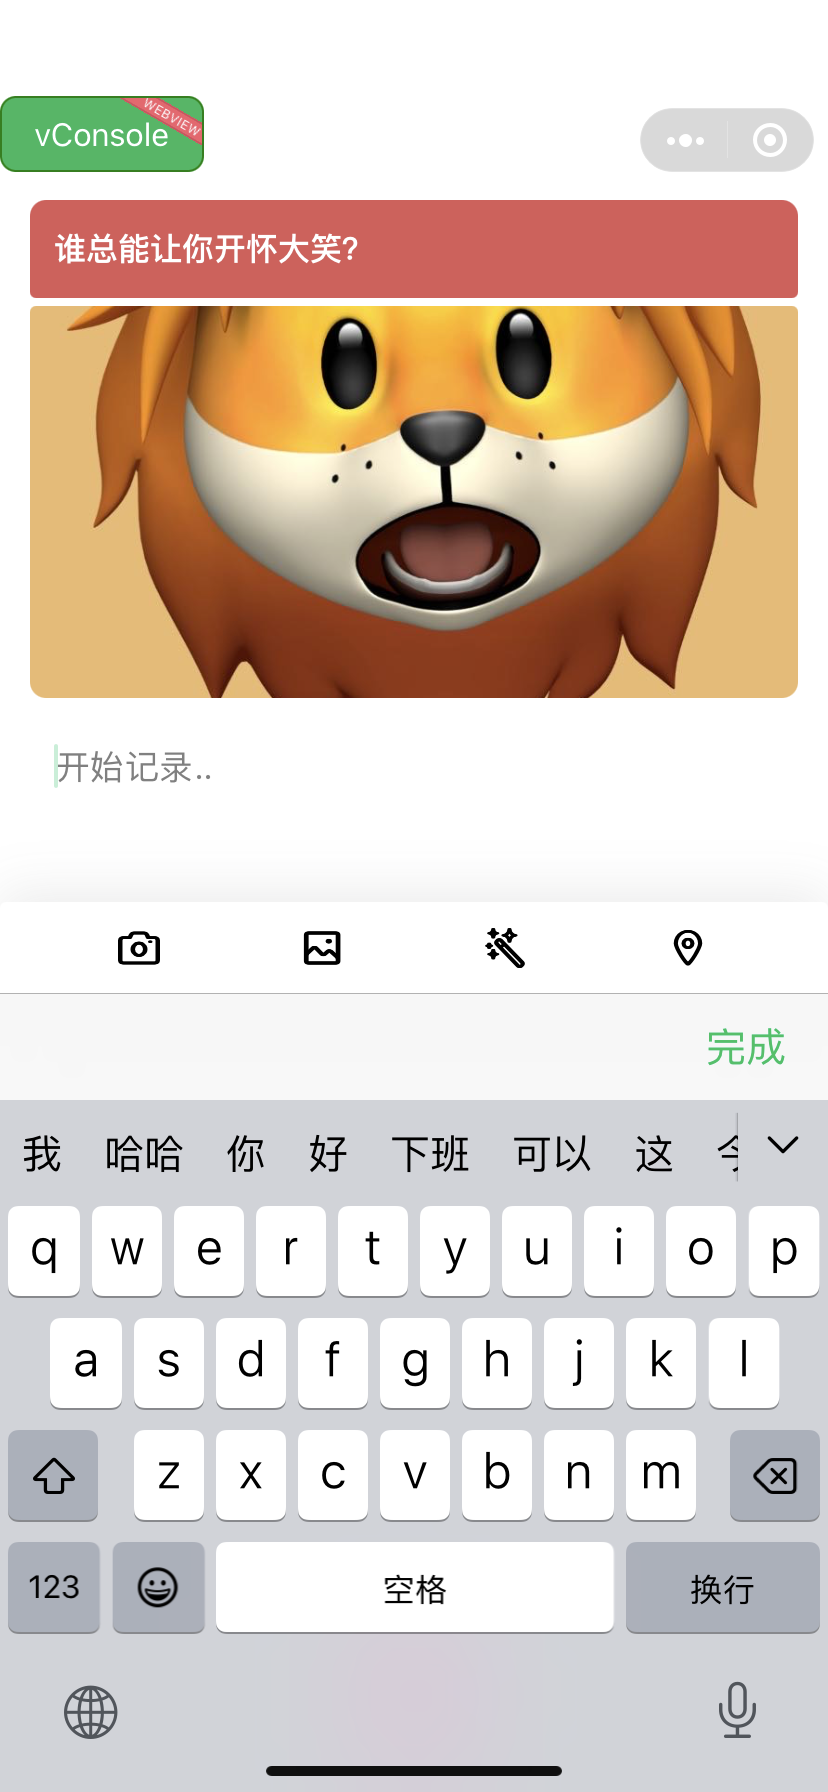 vConsole
WEBVIEW
谁总能让你开怀大笑?
开始记录..
完成
我 哈哈 你 好 下班 可以 这
q w e r t y u i o p
a s d f g h j k l
z x c v b n m
123 空格 换行